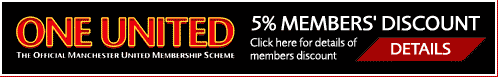 ONE UNITED
THE OFFICIAL MANCHESTER UNITED MEMBERSHIP SCHEME
5% MEMBERS' DISCOUNT
Click here for details of
members discount
DETAILS